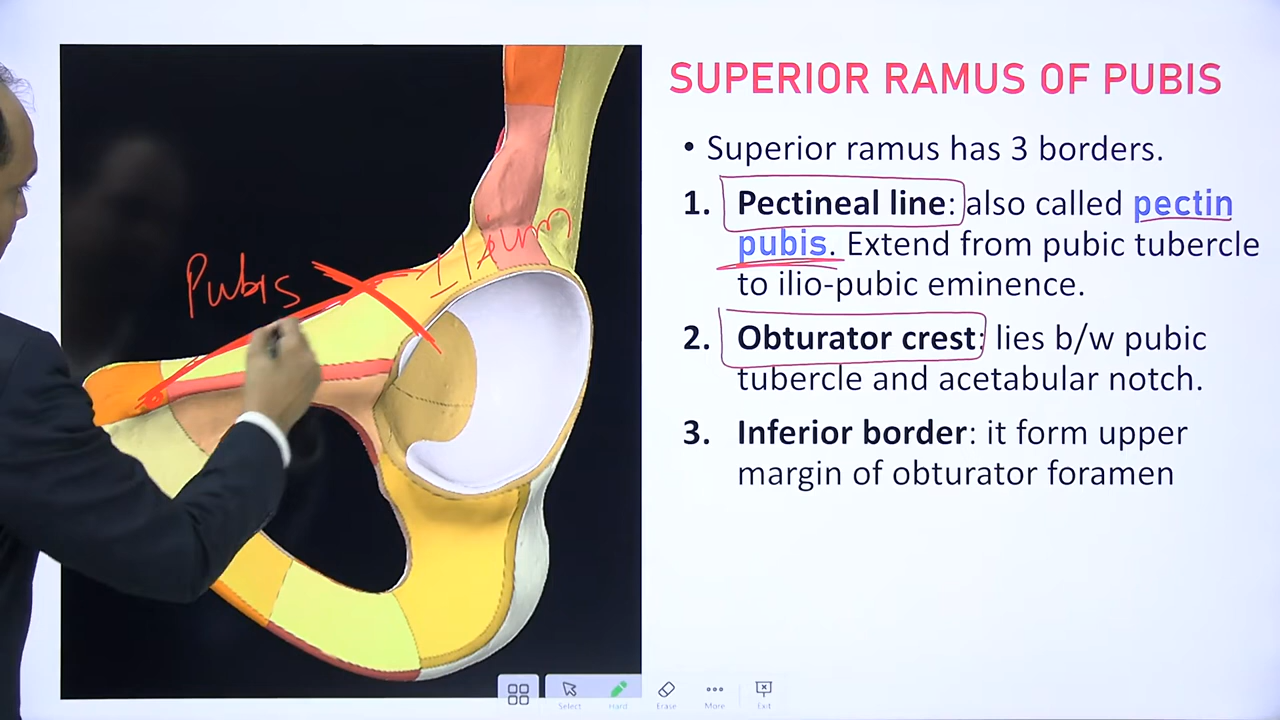 SUPERIOR RAMUS OF PUBIS
• Superior ramus has 3 borders.
1. Pectineal line: also called pectin
pubis. Extend from pubic tubercle
to ilio-pubic eminence.
2. Obturator crest: lies b/w pubic
tubercle and acetabular notch.
3. Inferior border: it form upper
margin of obturator foramen
Pubis
Ilium
Select
Hard
Erase
More
Exit